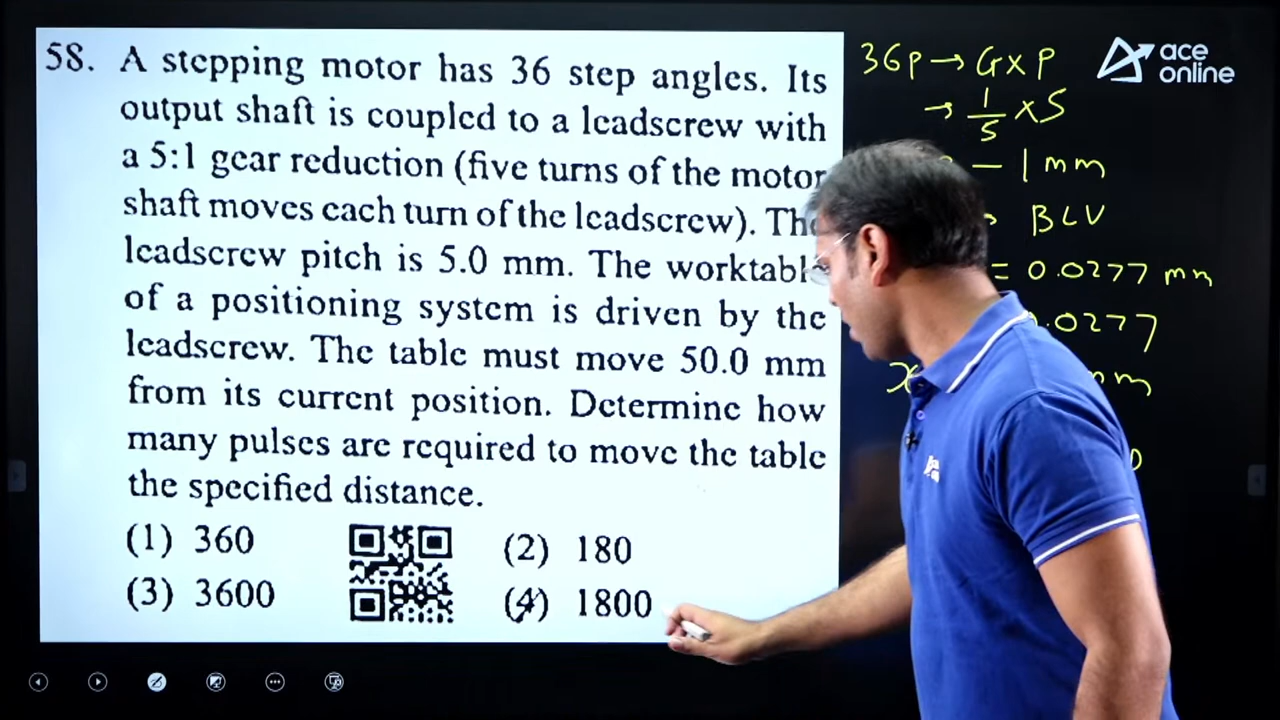 58. A stepping motor has 36 step angles. Its
output shaft is coupled to a leadscrew with
a 5:1 gear reduction (five turns of the motor
shaft moves each turn of the leadscrew). The
leadscrew pitch is 5.0 mm. The worktable
of a positioning system is driven by the
leadscrew. The table must move 50.0 mm
from its current position. Determine how
many pulses are required to move the table
the specified distance.
(1) 360 (2) 180
(3) 3600 (4) 1800
36P → G×P
→ 1/5 × 5
— 1 mm
BLU
= 0.0277 mm
.0277
x mm
ace
online